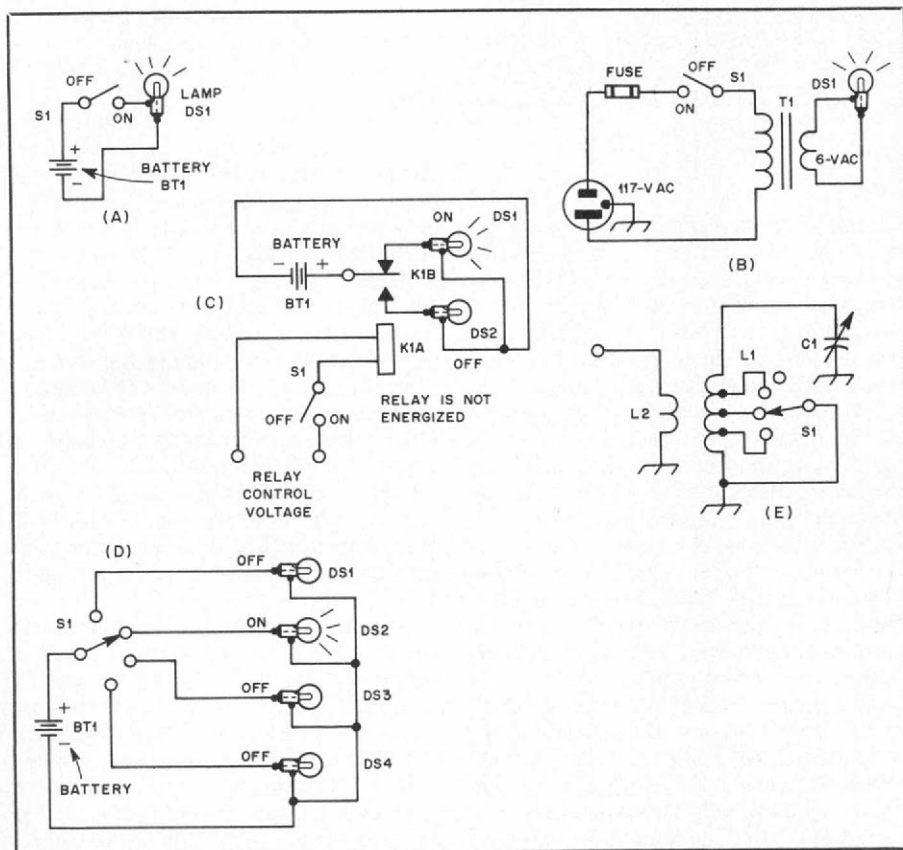 OFF
LAMP
DS1
S1
ON
+
−
BATTERY
BT1
(A)
FUSE
OFF
S1
ON
T1
DS1
6-VAC
117-VAC
(B)
BATTERY
+
BT1
ON
DS1
K1B
(C)
DS2
OFF
K1A
S1
OFF
ON
RELAY IS NOT
ENERGIZED
RELAY
CONTROL
VOLTAGE
L2
L1
C1
S1
(E)
(D)
OFF
DS1
S1
ON
DS2
OFF
DS3
+
BT1
−
OFF
DS4
BATTERY